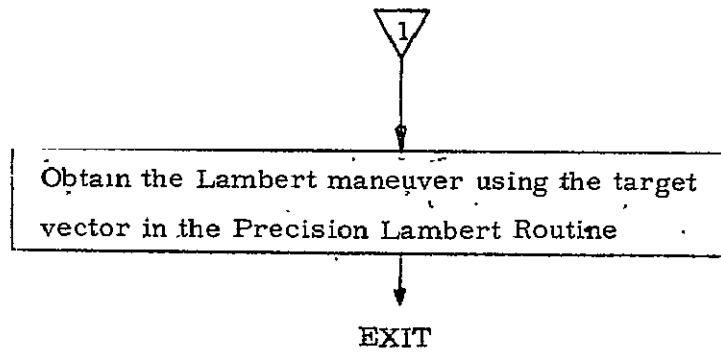 1
Obtain the Lambert maneuver using the target
vector in the Precision Lambert Routine
EXIT